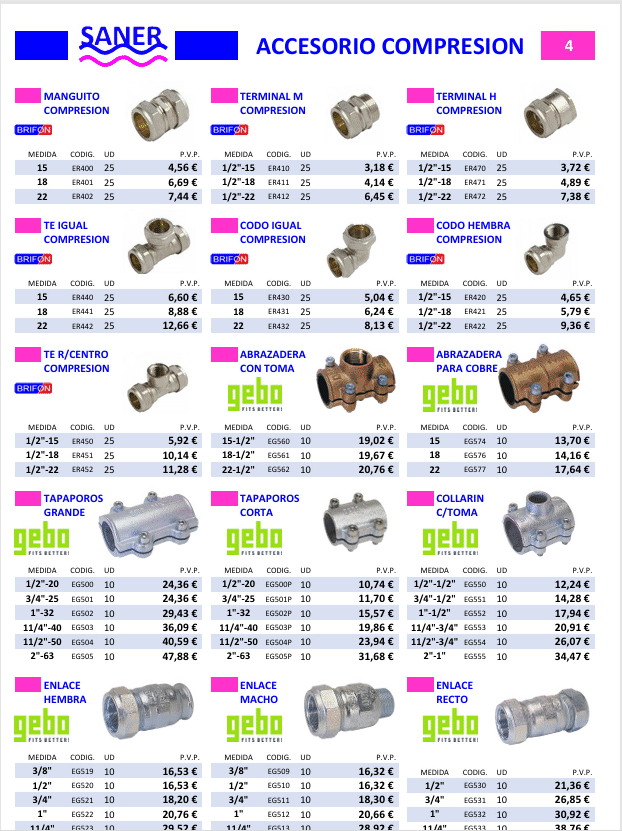 SANER
ACCESORIO COMPRESION
4
MANGUITO
COMPRESION
BRIFON
MEDIDA CODIG. UD P.V.P.
15 ER400 25 4,56 €
18 ER401 25 6,69 €
22 ER402 25 7,44 €
TERMINAL M
COMPRESION
BRIFON
MEDIDA CODIG. UD P.V.P.
1/2"-15 ER410 25 3,18 €
1/2"-18 ER411 25 4,14 €
1/2"-22 ER412 25 6,45 €
TERMINAL H
COMPRESION
BRIFON
MEDIDA CODIG. UD P.V.P.
1/2"-15 ER470 25 3,72 €
1/2"-18 ER471 25 4,89 €
1/2"-22 ER472 25 7,38 €
TE IGUAL
COMPRESION
BRIFON
MEDIDA CODIG. UD P.V.P.
15 ER440 25 6,60 €
18 ER441 25 8,88 €
22 ER442 25 12,66 €
CODO IGUAL
COMPRESION
BRIFON
MEDIDA CODIG. UD P.V.P.
15 ER430 25 5,04 €
18 ER431 25 6,24 €
22 ER432 25 8,13 €
CODO HEMBRA
COMPRESION
BRIFON
MEDIDA CODIG. UD P.V.P.
1/2"-15 ER420 25 4,65 €
1/2"-18 ER421 25 5,79 €
1/2"-22 ER422 25 9,36 €
TE R/CENTRO
COMPRESION
BRIFON
MEDIDA CODIG. UD P.V.P.
1/2"-15 ER450 25 5,92 €
1/2"-18 ER451 25 10,14 €
1/2"-22 ER452 25 11,28 €
ABRAZADERA
CON TOMA
gebo
FITS BETTER!
MEDIDA CODIG. UD P.V.P.
15-1/2" EG560 10 19,02 €
18-1/2" EG561 10 19,67 €
22-1/2" EG562 10 20,76 €
ABRAZADERA
PARA COBRE
gebo
FITS BETTER!
MEDIDA CODIG. UD P.V.P.
15 EG574 10 13,70 €
18 EG576 10 14,16 €
22 EG577 10 17,64 €
TAPAPOROS
GRANDE
gebo
FITS BETTER!
MEDIDA CODIG. UD P.V.P.
1/2"-20 EG500 10 24,36 €
3/4"-25 EG501 10 24,36 €
1"-32 EG502 10 29,43 €
11/4"-40 EG503 10 36,09 €
11/2"-50 EG504 10 40,59 €
2"-63 EG505 10 47,88 €
TAPAPOROS
CORTA
gebo
FITS BETTER!
MEDIDA CODIG. UD P.V.P.
1/2"-20 EG500P 10 10,74 €
3/4"-25 EG501P 10 11,70 €
1"-32 EG502P 10 15,57 €
11/4"-40 EG503P 10 19,86 €
11/2"-50 EG504P 10 23,94 €
2"-63 EG505P 10 31,68 €
COLLARIN
C/TOMA
gebo
FITS BETTER!
MEDIDA CODIG. UD P.V.P.
1/2"-1/2" EG550 10 12,24 €
3/4"-1/2" EG551 10 14,28 €
1"-1/2" EG552 10 17,94 €
11/4"-3/4" EG553 10 20,91 €
11/2"-3/4" EG554 10 26,07 €
2"-1" EG555 10 34,47 €
ENLACE
HEMBRA
gebo
FITS BETTER!
MEDIDA CODIG. UD P.V.P.
3/8" EG519 10 16,53 €
1/2" EG520 10 16,53 €
3/4" EG521 10 18,20 €
1" EG522 10 20,76 €
11/4" EG523 10 29,52 €
ENLACE
MACHO
gebo
FITS BETTER!
MEDIDA CODIG. UD P.V.P.
3/8" EG509 10 16,32 €
1/2" EG510 10 16,32 €
3/4" EG511 10 18,30 €
1" EG512 10 20,66 €
11/4" EG513 10 28,92 €
ENLACE
RECTO
gebo
FITS BETTER!
MEDIDA CODIG. UD P.V.P.
1/2" EG530 10 21,36 €
3/4" EG531 10 26,85 €
1" EG532 10 30,92 €
11/4" EG533 10 38,76 €